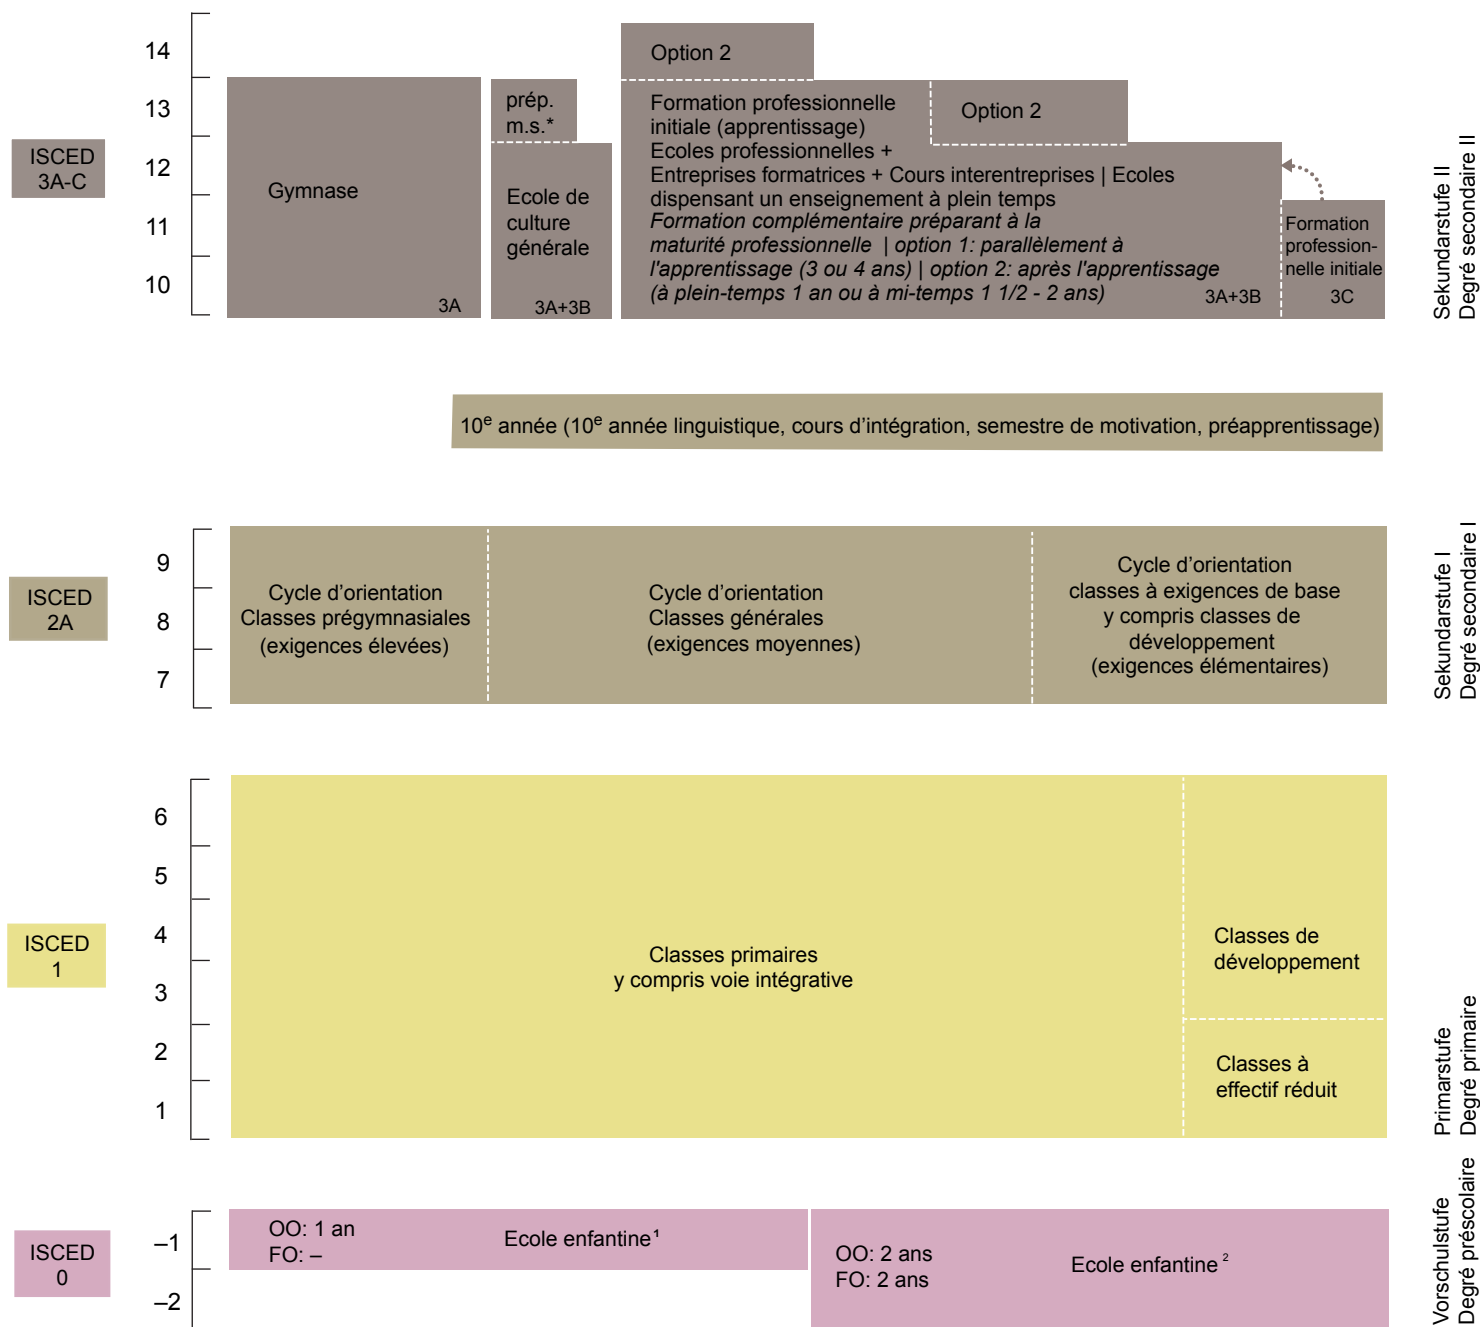 14
13
12
11
10
ISCED
3A-C
Gymnase
3A
prép.
m.s.*
Ecole de
culture
générale
3A+3B
Option 2
Formation professionnelle
initiale (apprentissage)
Ecoles professionnelles +
Entreprises formatrices + Cours interentreprises | Ecoles
dispensant un enseignement à plein temps
Formation complémentaire préparant à la
maturité professionnelle | option 1: parallèlement à
l'apprentissage (3 ou 4 ans) | option 2: après l'apprentissage
(à plein-temps 1 an ou à mi-temps 1 1/2 - 2 ans)
3A+3B
Option 2
Formation
profession-
nelle initiale
3C
Sekundarstufe II
Degré secondaire II
10e année (10e année linguistique, cours d’intégration, semestre de motivation, préapprentissage)
9
8
7
ISCED
2A
Cycle d’orientation
Classes prégymnasiales
(exigences élevées)
Cycle d’orientation
Classes générales
(exigences moyennes)
Cycle d’orientation
classes à exigences de base
y compris classes de
développement
(exigences élémentaires)
Sekundarstufe I
Degré secondaire I
6
5
4
3
2
1
ISCED
1
Classes primaires
y compris voie intégrative
Classes de
développement
Classes à
effectif réduit
Primarstufe
Degré primaire
–1
–2
ISCED
0
OO: 1 an
FO: –
Ecole enfantine1
OO: 2 ans
FO: 2 ans
Ecole enfantine 2
Vorschulstufe
Degré préscolaire